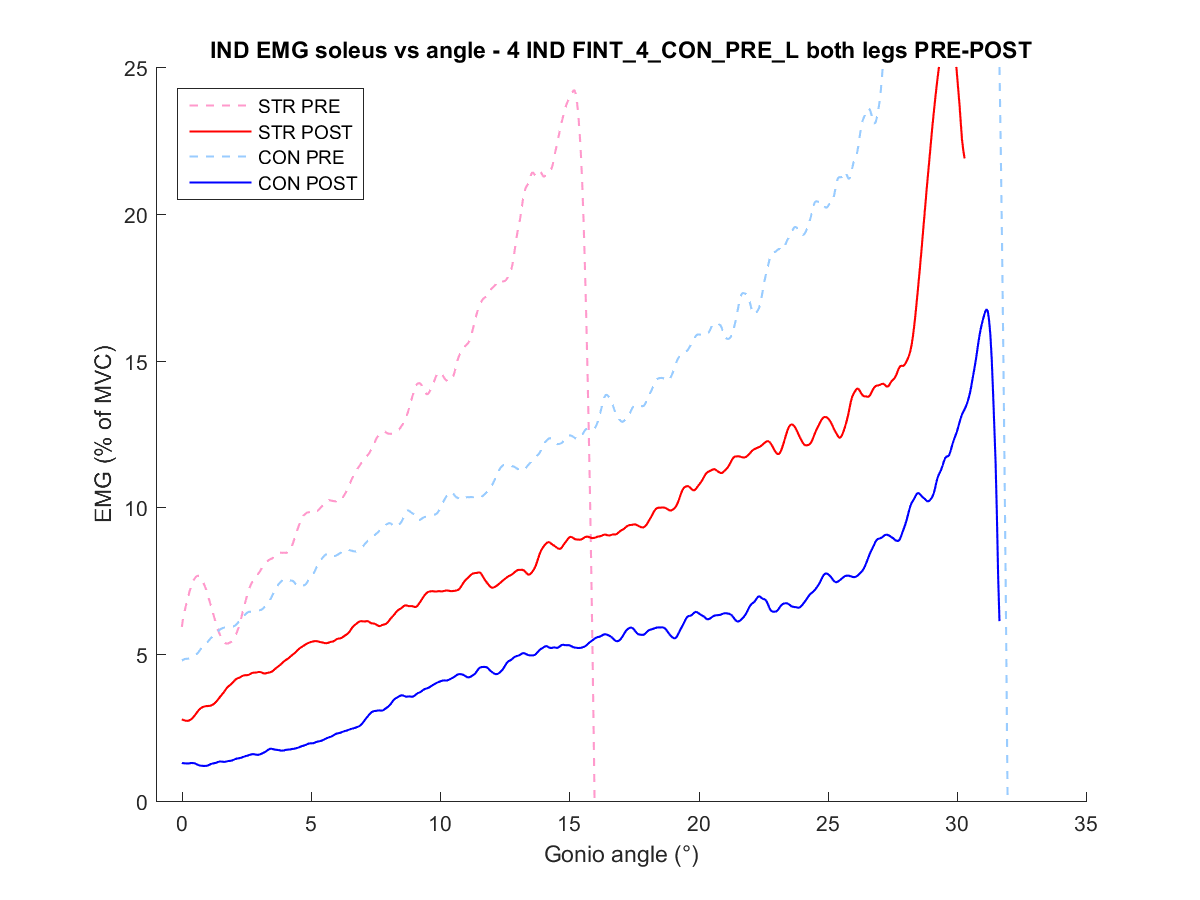 IND EMG soleus vs angle - 4 IND FINT_4_CON_PRE_L both legs PRE-POST
25
20
15
10
5
0
EMG (% of MVC)
STR PRE
STR POST
CON PRE
CON POST
0 5 10 15 20 25 30 35
Gonio angle (°)